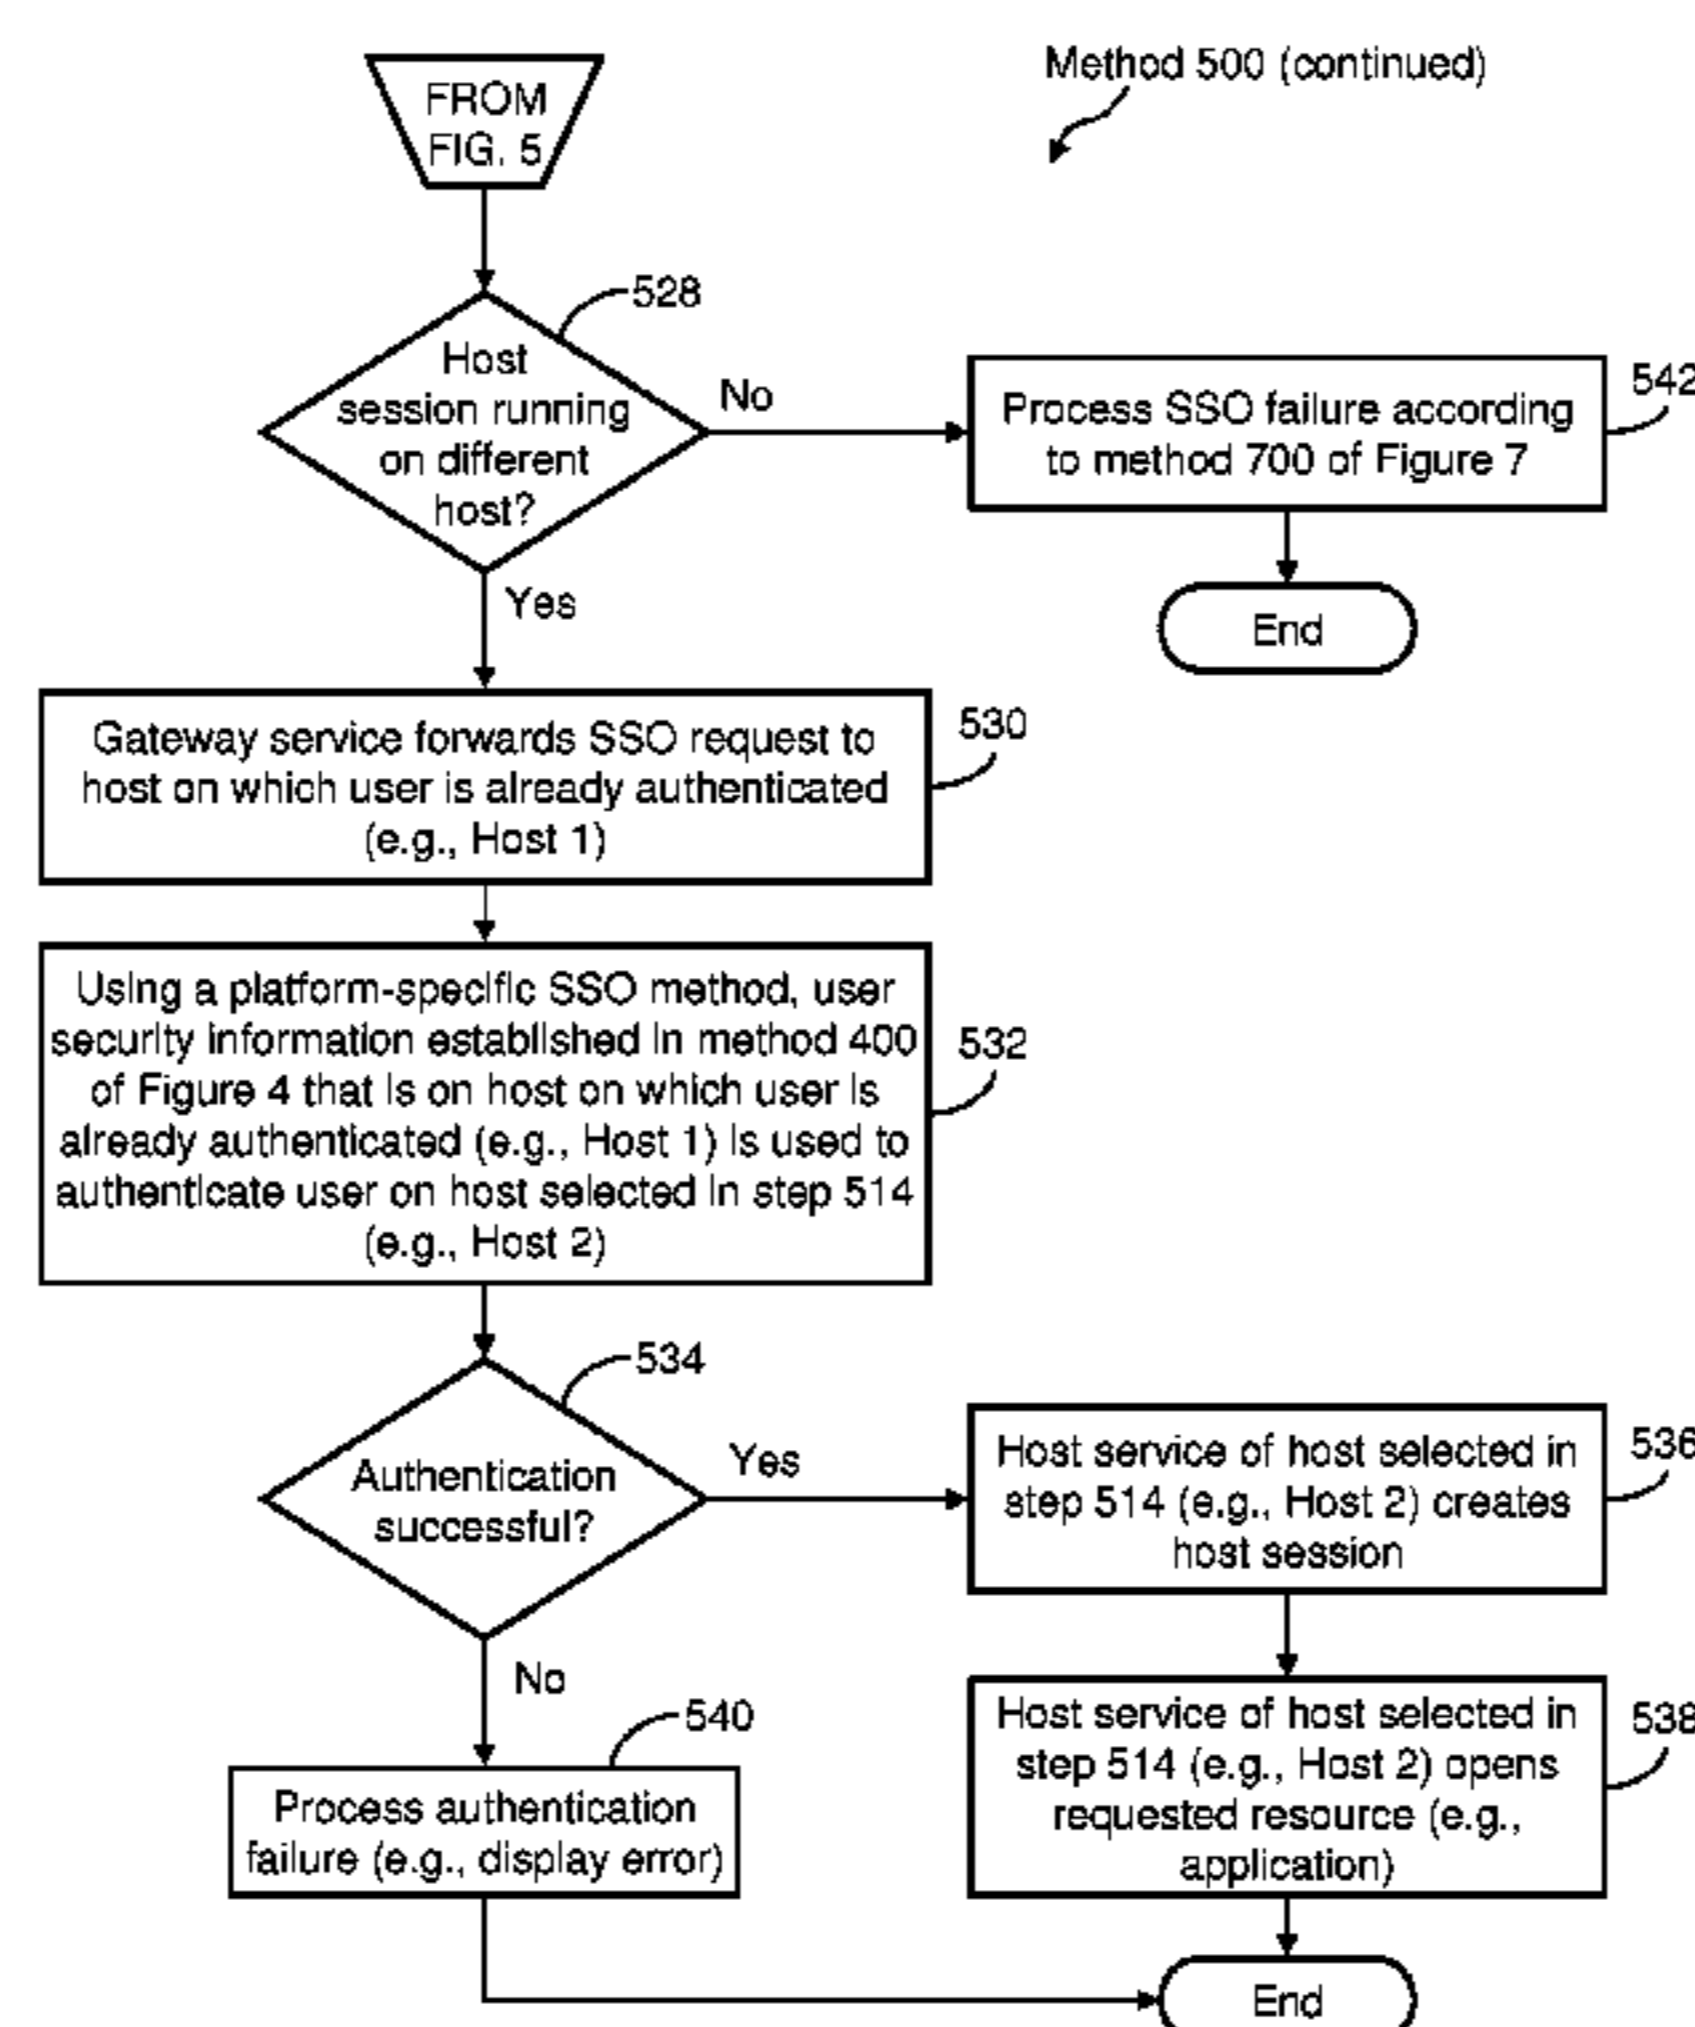 Method 500 (continued)
FROM
FIG. 5
528
Host
session running
on different
host?
No
Yes
542
Process SSO failure according
to method 700 of Figure 7
End
530
Gateway service forwards SSO request to
host on which user is already authenticated
(e.g., Host 1)
532
Using a platform-specific SSO method, user
security information established in method 400
of Figure 4 that is on host on which user is
already authenticated (e.g., Host 1) is used to
authenticate user on host selected in step 514
(e.g., Host 2)
534
Authentication
successful?
Yes
No
536
Host service of host selected in
step 514 (e.g., Host 2) creates
host session
538
Host service of host selected in
step 514 (e.g., Host 2) opens
requested resource (e.g.,
application)
540
Process authentication
failure (e.g., display error)
End